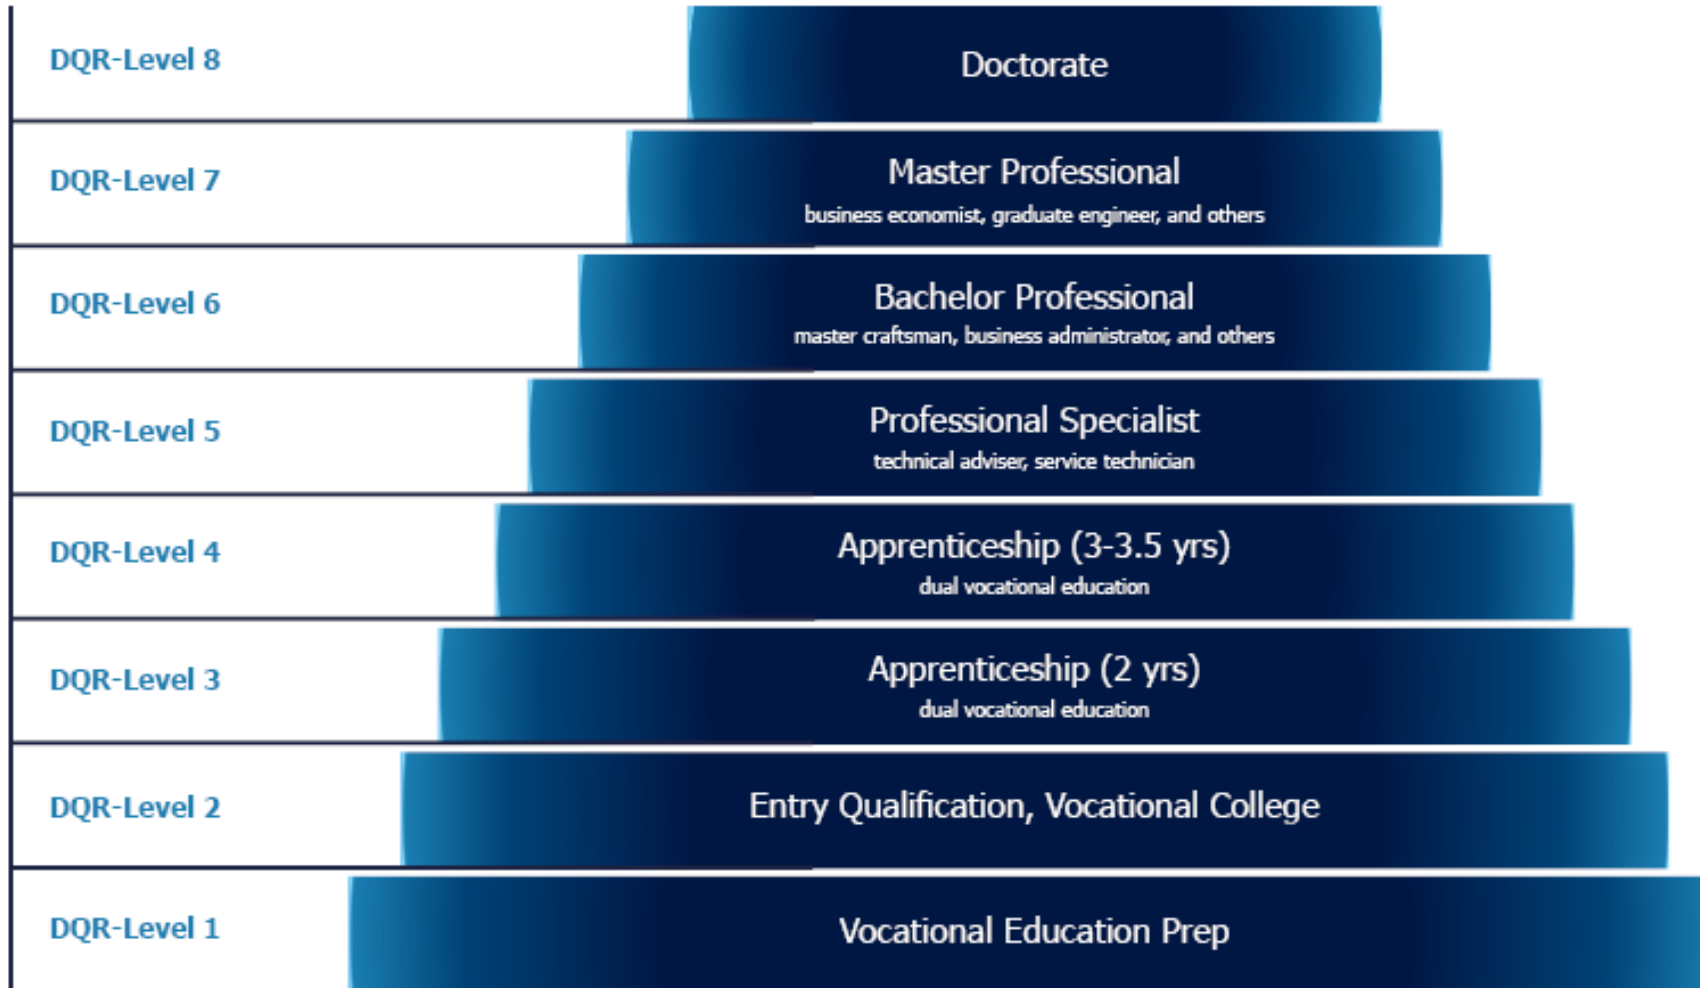 DQR-Level 8
Doctorate
DQR-Level 7
Master Professional
business economist, graduate engineer, and others
DQR-Level 6
Bachelor Professional
master craftsman, business administrator, and others
DQR-Level 5
Professional Specialist
technical adviser, service technician
DQR-Level 4
Apprenticeship (3-3.5 yrs)
dual vocational education
DQR-Level 3
Apprenticeship (2 yrs)
dual vocational education
DQR-Level 2
Entry Qualification, Vocational College
DQR-Level 1
Vocational Education Prep